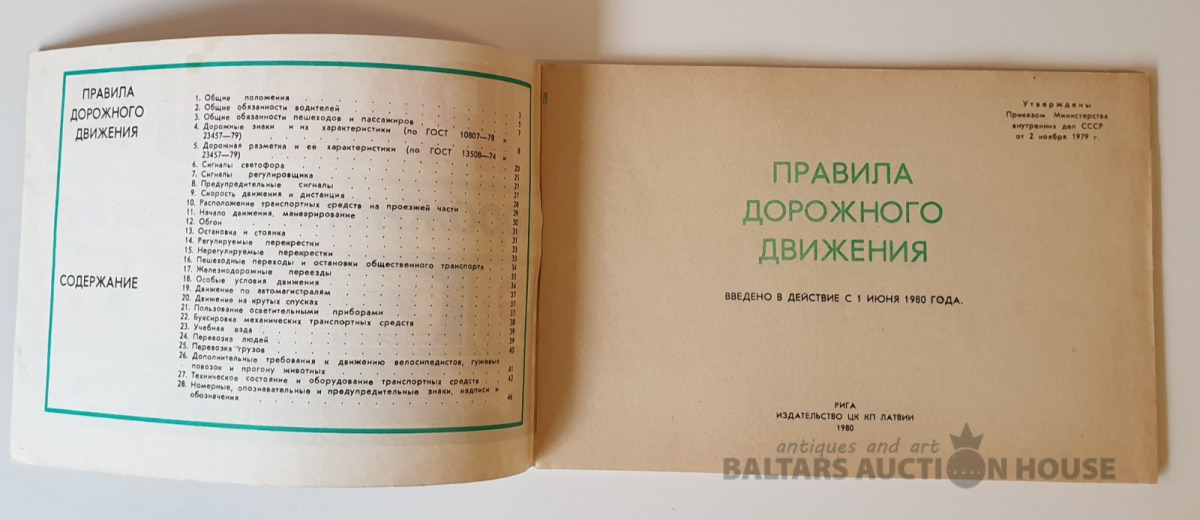 ПРАВИЛА
ДОРОЖНОГО
ДВИЖЕНИЯ
СОДЕРЖАНИЕ
1. Общие положения
2. Общие обязанности водителей 3
3. Общие обязанности пешеходов и пассажиров 5
4. Дорожные знаки и их характеристики (по ГОСТ 10807—78 и
23457—79) 8
5. Дорожная разметка и ее характеристики (по ГОСТ 13508—74 и
23457—79) 20
6. Сигналы светофора
7. Сигналы регулировщика
8. Предупредительные сигналы
9. Скорость движения и дистанция
10. Расположение транспортных средств на проезжей части
11. Начало движения, маневрирование
12. Обгон
13. Остановка и стоянка
14. Регулируемые перекрестки
15. Нерегулируемые перекрестки
16. Пешеходные переходы и остановки общественного транспорта
17. Железнодорожные переезды
18. Особые условия движения
19. Движение по автомагистралям
20. Движение на крутых спусках
21. Пользование осветительными приборами
22. Буксировка механических транспортных средств
23. Учебная езда
24. Перевозка людей
25. Перевозка грузов 40
26. Дополнительные требования к движению велосипедистов, гужевых
повозок и прогону животных 41
27. Техническое состояние и оборудование транспортных средств 42
28. Номерные, опознавательные и предупредительные знаки, надписи и
обозначения 46
Утверждены
Приказом Министерства
внутренних дел СССР
от 2 ноября 1979 г.
ПРАВИЛА
ДОРОЖНОГО
ДВИЖЕНИЯ
ВВЕДЕНО В ДЕЙСТВИЕ С 1 ИЮНЯ 1980 ГОДА.
РИГА
ИЗДАТЕЛЬСТВО ЦК КП ЛАТВИИ
1980
antiques and art
BALTARS AUCTION HOUSE